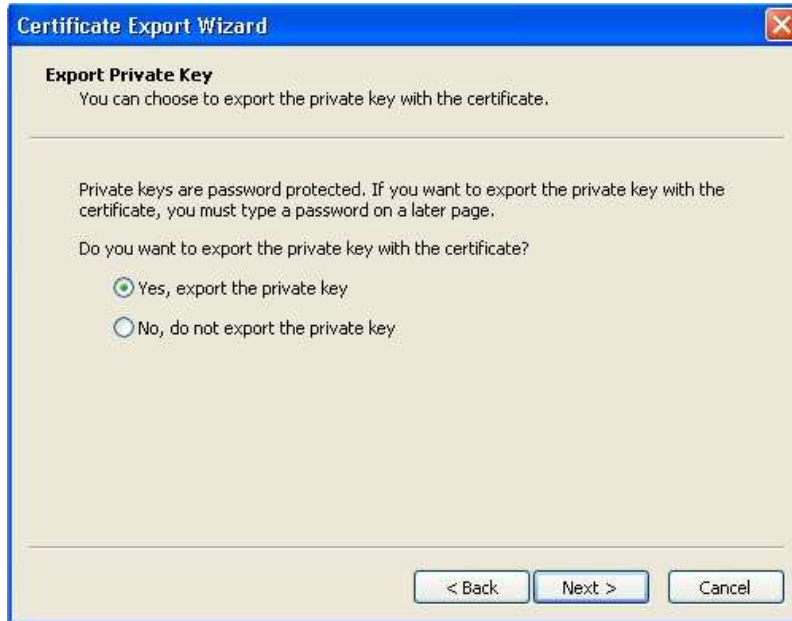 Certificate Export Wizard
Export Private Key
You can choose to export the private key with the certificate.
Private keys are password protected. If you want to export the private key with the
certificate, you must type a password on a later page.
Do you want to export the private key with the certificate?
Yes, export the private key
No, do not export the private key
< Back Next > Cancel